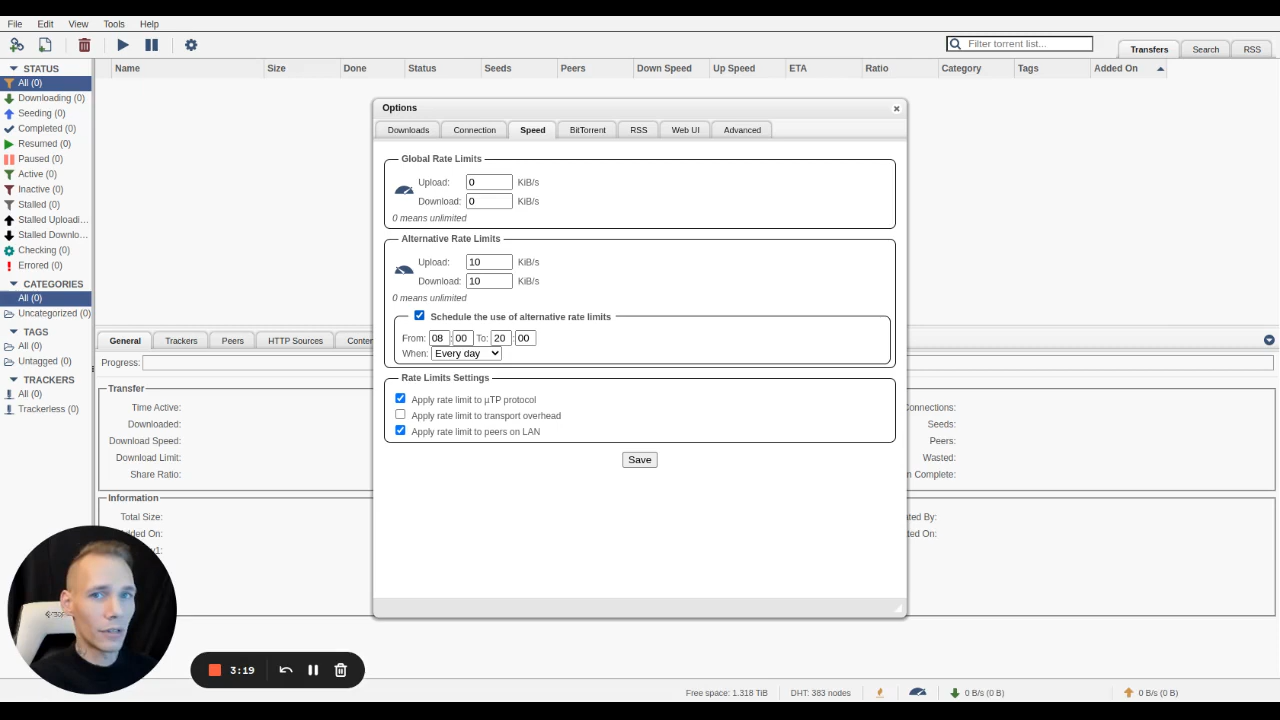 File Edit View Tools Help
Filter torrent list...
Transfers Search RSS
STATUS
All (0)
Downloading (0)
Seeding (0)
Completed (0)
Resumed (0)
Paused (0)
Active (0)
Inactive (0)
Stalled (0)
Stalled Uploadi...
Stalled Downlo...
Checking (0)
Errored (0)
CATEGORIES
All (0)
Uncategorized (0)
TAGS
All (0)
Untagged (0)
TRACKERS
All (0)
Trackerless (0)
Name Size Done Status Seeds Peers Down Speed Up Speed ETA Ratio Category Tags Added On
Options
Downloads Connection Speed BitTorrent RSS Web UI Advanced
Global Rate Limits
Upload: 0 KiB/s
Download: 0 KiB/s
0 means unlimited
Alternative Rate Limits
Upload: 10 KiB/s
Download: 10 KiB/s
0 means unlimited
Schedule the use of alternative rate limits
From: 08 : 00 To: 20 : 00
When: Every day
Rate Limits Settings
Apply rate limit to µTP protocol
Apply rate limit to transport overhead
Apply rate limit to peers on LAN
Save
General Trackers Peers HTTP Sources Conten
Progress:
Transfer
Time Active:
Downloaded:
Download Speed:
Download Limit:
Share Ratio:
Connections:
Seeds:
Peers:
Wasted:
n Complete:
Information
Total Size:
dded On:
v1:
ted By:
ted On:
3:19
Free space: 1.318 TiB DHT: 383 nodes 0 B/s (0 B) 0 B/s (0 B)